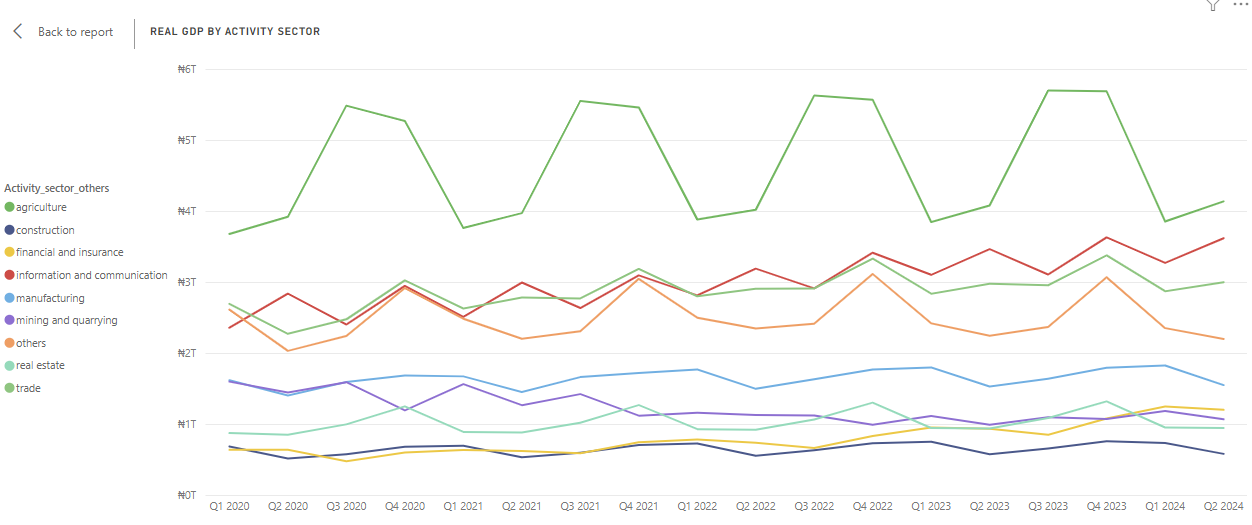 Back to report
REAL GDP BY ACTIVITY SECTOR
₦6T
₦5T
₦4T
₦3T
₦2T
₦1T
₦0T
Activity_sector_others
agriculture
construction
financial and insurance
information and communication
manufacturing
mining and quarrying
others
real estate
trade
Q1 2020 Q2 2020 Q3 2020 Q4 2020 Q1 2021 Q2 2021 Q3 2021 Q4 2021 Q1 2022 Q2 2022 Q3 2022 Q4 2022 Q1 2023 Q2 2023 Q3 2023 Q4 2023 Q1 2024 Q2 2024